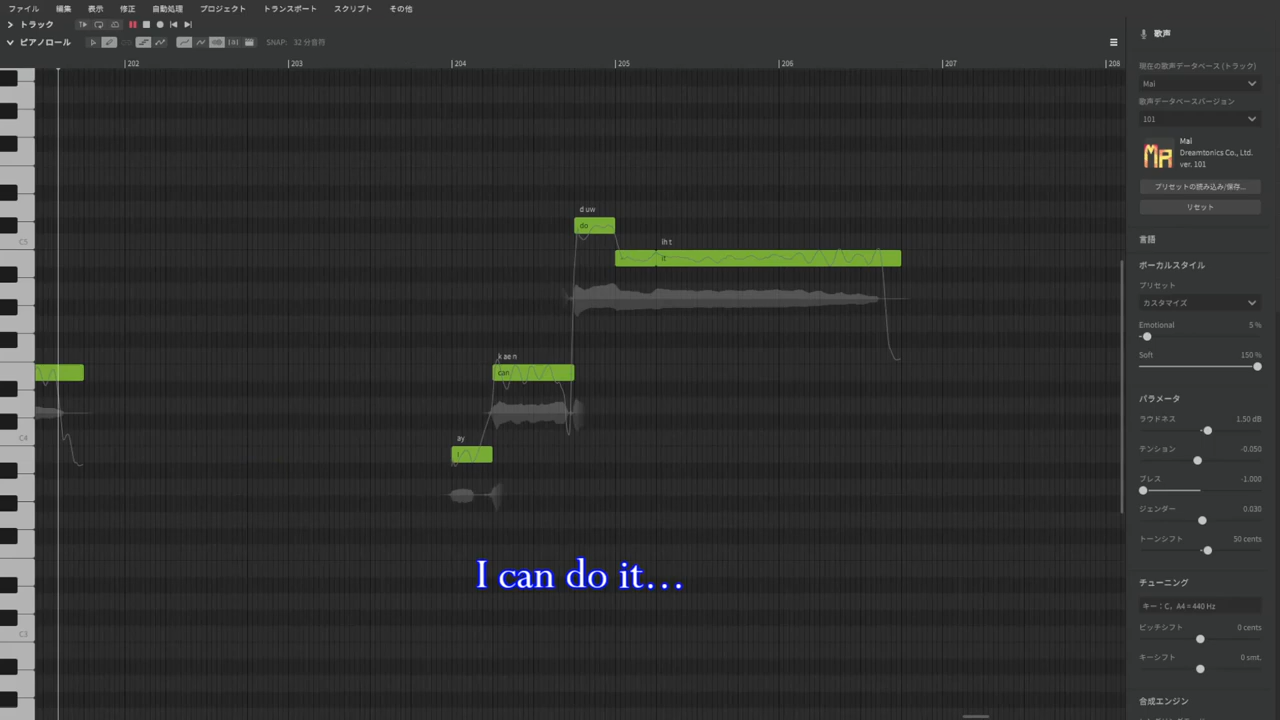 ファイル 編集 表示 修正 自動処理 プロジェクト トランスポート スクリプト その他
トラック
ピアノロール SNAP: 32 分音符
202 203 204 205 206 207 208
d uw
do
C5
ih t
it
k ae n
can
C4
ay
I
C3
I can do it…
歌声
現在の歌声データベース (トラック)
Mai
歌声データベースバージョン
101
Mai
Dreamtonics Co., Ltd.
ver. 101
プリセットの読み込み/保存...
リセット
言語
ボーカルスタイル
プリセット
カスタマイズ
Emotional 5 %
Soft 150 %
パラメータ
ラウドネス 1.50 dB
テンション -0.050
ブレス -1.000
ジェンダー 0.030
トーンシフト 50 cents
チューニング
キー：C，A4 = 440 Hz
ピッチシフト 0 cents
キーシフト 0 smt.
合成エンジン